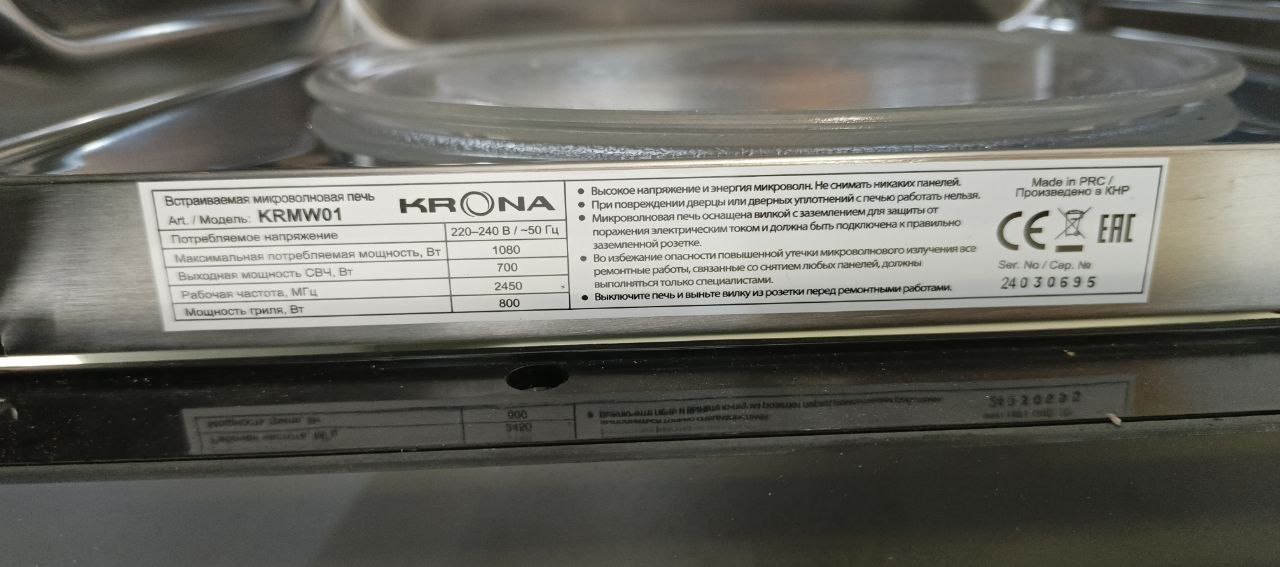 Встраиваемая микроволновая печь
Art. / Модель: KRMW01
KRONA
Потребляемое напряжение 220–240 В / ~50 Гц
Максимальная потребляемая мощность, Вт 1080
Выходная мощность СВЧ, Вт 700
Рабочая частота, МГц 2450
Мощность гриля, Вт 800
• Высокое напряжение и энергия микроволн. Не снимать никаких панелей.
• При повреждении дверцы или дверных уплотнений с печью работать нельзя.
• Микроволновая печь оснащена вилкой с заземлением для защиты от
поражения электрическим током и должна быть подключена к правильно
заземленной розетке.
• Во избежание опасности повышенной утечки микроволнового излучения все
ремонтные работы, связанные со снятием любых панелей, должны
выполняться только специалистами.
• Выключите печь и выньте вилку из розетки перед ремонтными работами.
Made in PRC /
Произведено в КНР
CE EAC
Ser. No / Сер. №
24030695